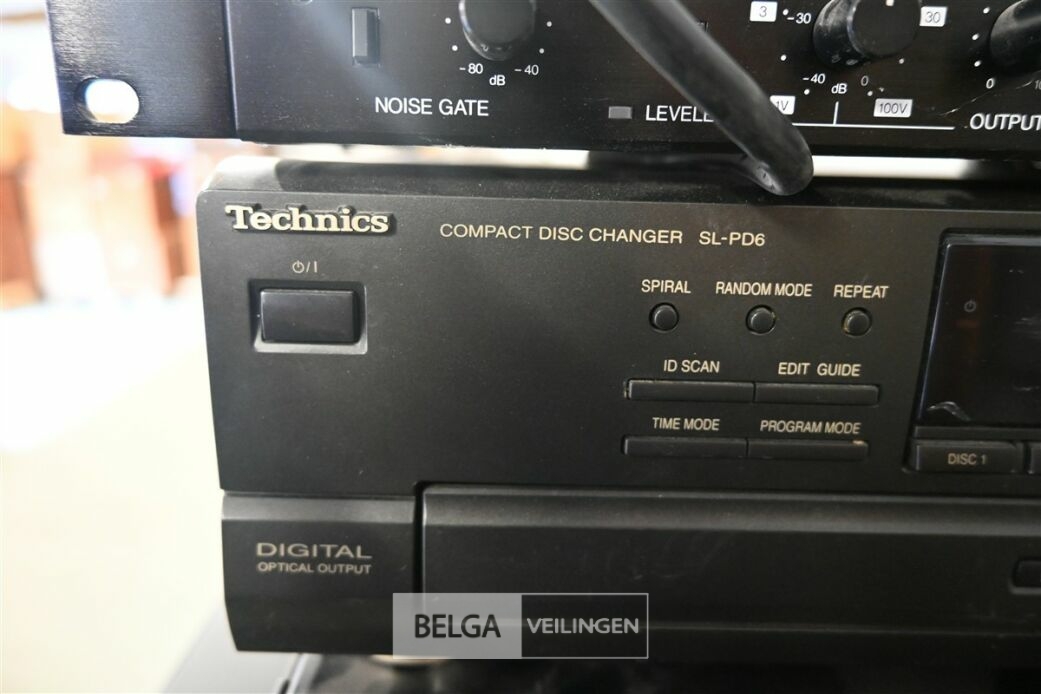 3 -30 30
-80 -40
dB
-40 dB 0 0
NOISE GATE
LEVELE
1V 100V
OUTPUT
Technics
COMPACT DISC CHANGER SL-PD6
⏻/I
SPIRAL RANDOM MODE REPEAT
ID SCAN EDIT GUIDE
TIME MODE PROGRAM MODE
DISC 1
DIGITAL
OPTICAL OUTPUT
BELGA VEILINGEN